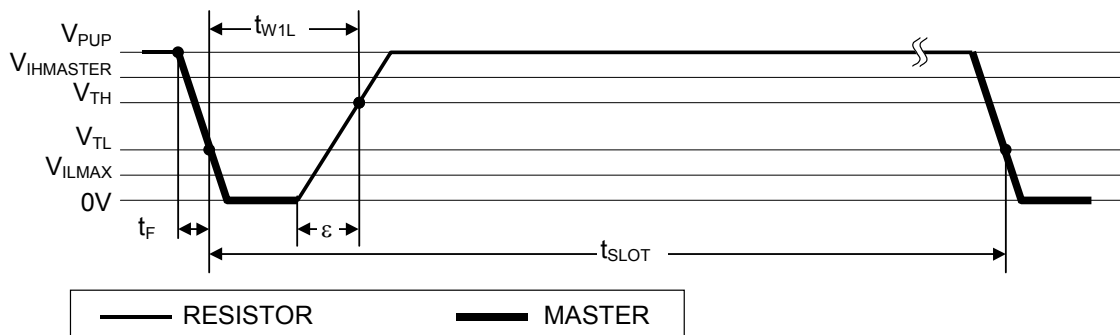 t_W1L
V_PUP
V_IHMASTER
V_TH
V_TL
V_ILMAX
0V
t_F
ε
t_SLOT
RESISTOR
MASTER